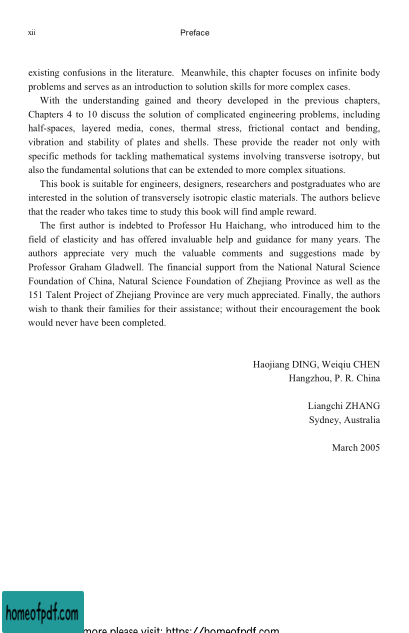 xii
Preface
existing confusions in the literature. Meanwhile, this chapter focuses on infinite body
problems and serves as an introduction to solution skills for more complex cases.
With the understanding gained and theory developed in the previous chapters,
Chapters 4 to 10 discuss the solution of complicated engineering problems, including
half-spaces, layered media, cones, thermal stress, frictional contact and bending,
vibration and stability of plates and shells. These provide the reader not only with
specific methods for tackling mathematical systems involving transverse isotropy, but
also the fundamental solutions that can be extended to more complex situations.
This book is suitable for engineers, designers, researchers and postgraduates who are
interested in the solution of transversely isotropic elastic materials. The authors believe
that the reader who takes time to study this book will find ample reward.
The first author is indebted to Professor Hu Haichang, who introduced him to the
field of elasticity and has offered invaluable help and guidance for many years. The
authors appreciate very much the valuable comments and suggestions made by
Professor Graham Gladwell. The financial support from the National Natural Science
Foundation of China, Natural Science Foundation of Zhejiang Province as well as the
151 Talent Project of Zhejiang Province are very much appreciated. Finally, the authors
wish to thank their families for their assistance; without their encouragement the book
would never have been completed.
Haojiang DING, Weiqiu CHEN
Hangzhou, P. R. China
Liangchi ZHANG
Sydney, Australia
March 2005
homeofpdf.com
more please visit: https://homeofpdf.com